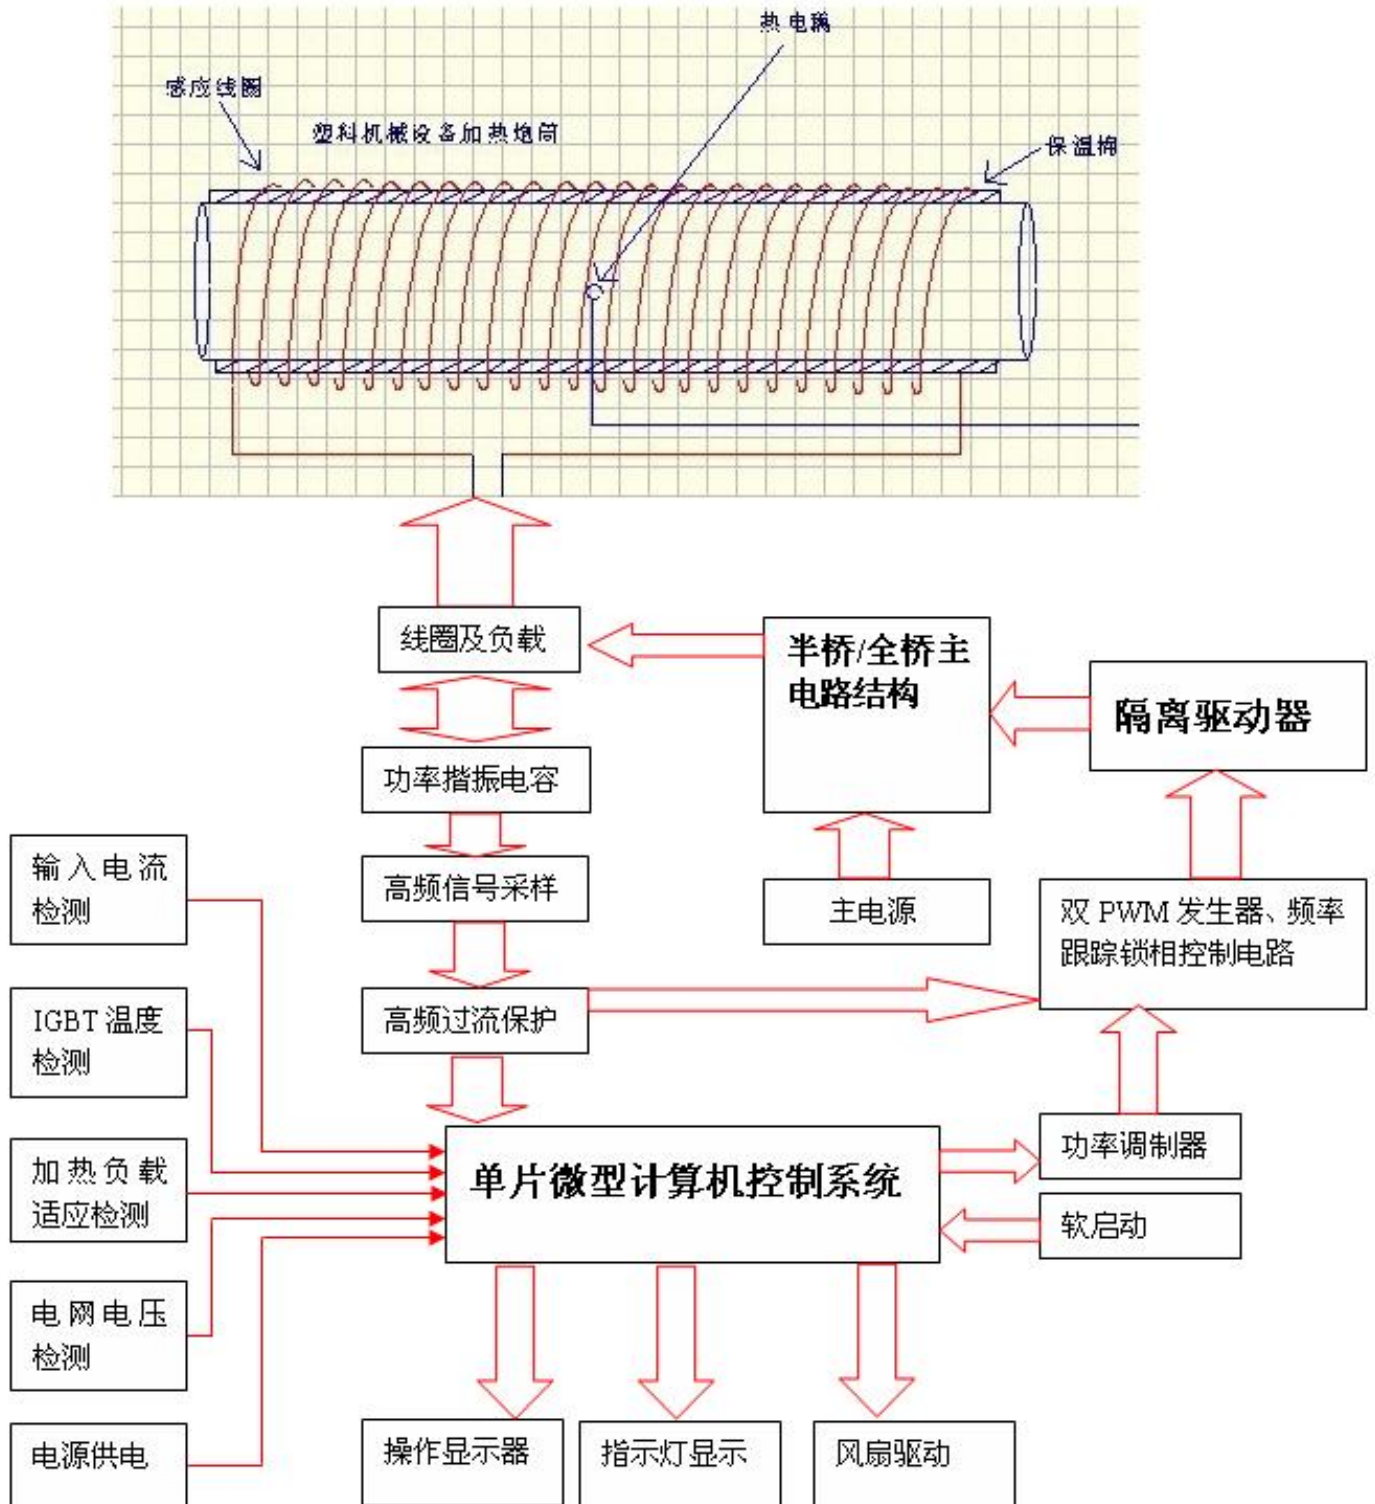 热电耦
感应线圈
塑料机械设备加热炮筒
保温棉
线圈及负载
半桥/全桥主
电路结构
隔离驱动器
功率揩振电容
输入电流
检测
高频信号采样
主电源
双 PWM 发生器、频率
跟踪锁相控制电路
IGBT 温度
检测
高频过流保护
功率调制器
加热负载
适应检测
单片微型计算机控制系统
软启动
电网电压
检测
电源供电
操作显示器
指示灯显示
风扇驱动